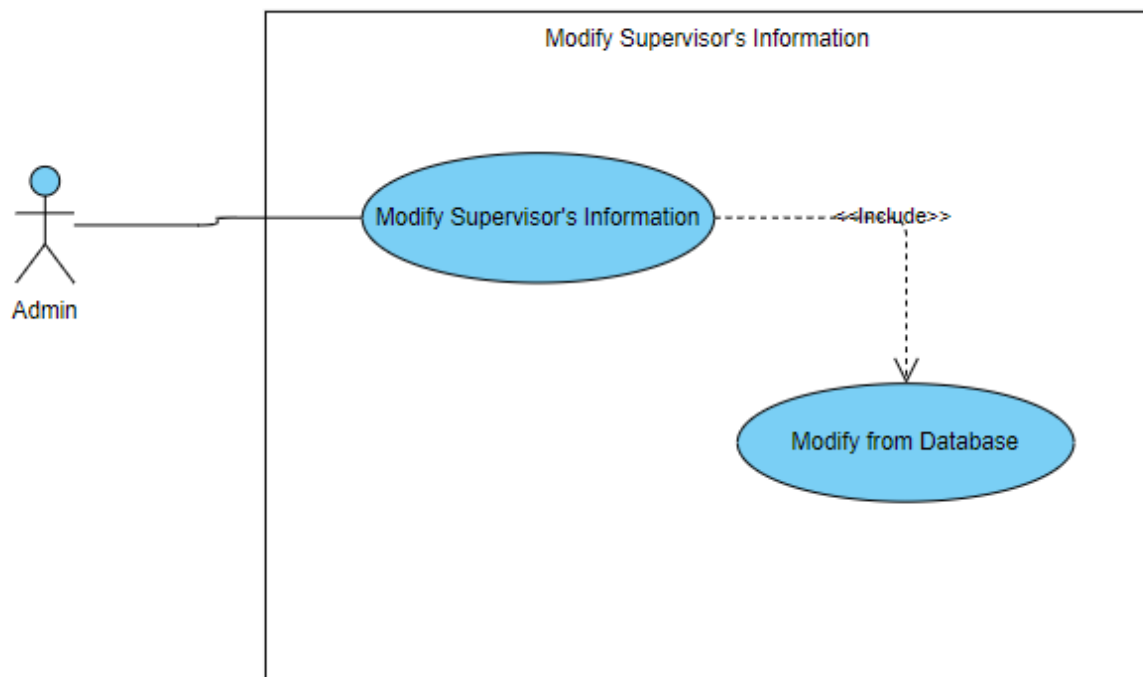 Modify Supervisor's Information
Modify Supervisor's Information
<<Include>>
Admin
Modify from Database